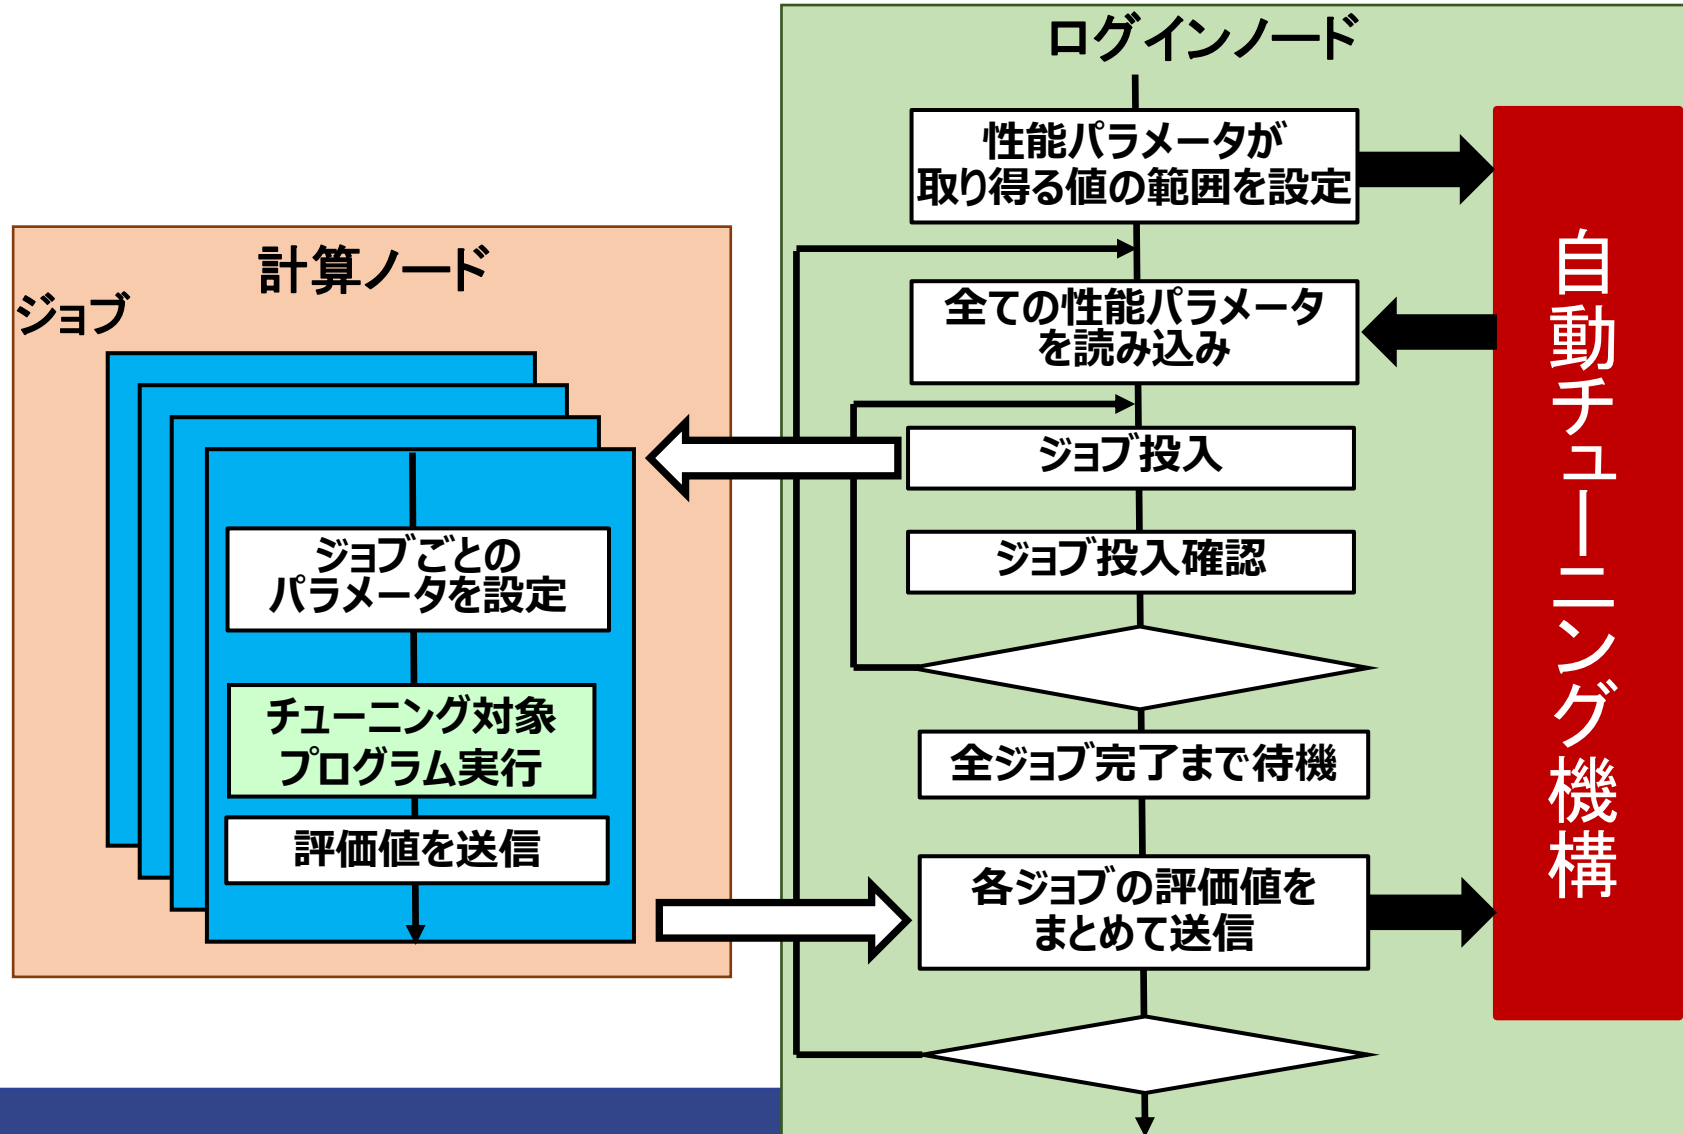 ログインノード
性能パラメータが
取り得る値の範囲を設定
全ての性能パラメータ
を読み込み
ジョブ投入
ジョブ投入確認
全ジョブ完了まで待機
各ジョブの評価値を
まとめて送信
自動チューニング機構
計算ノード
ジョブ
ジョブごとの
パラメータを設定
チューニング対象
プログラム実行
評価値を送信